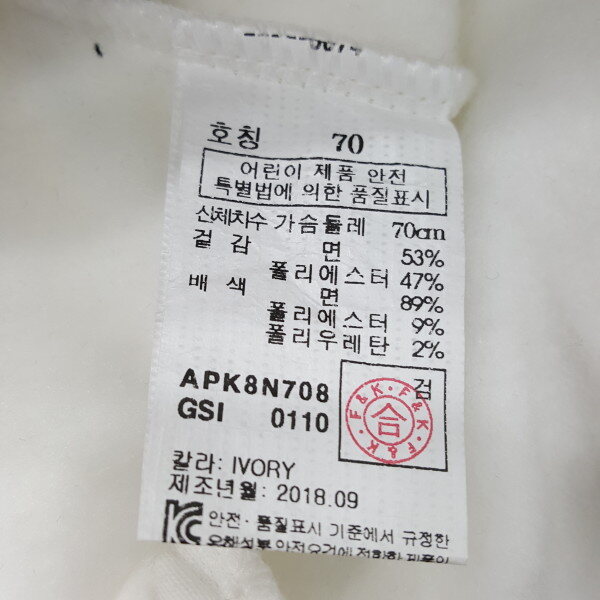 호칭 70
어린이 제품 안전
특별법에 의한 품질표시
신체치수 가슴둘레 70cm
겉감 면 53%
폴리에스터 47%
배색 면 89%
폴리에스터 9%
폴리우레탄 2%
APK8N708 검
GSI 0110
F&K·F&K·F&K
合
칼라: IVORY
제조년월: 2018.09
안전·품질표시 기준에서 규정한